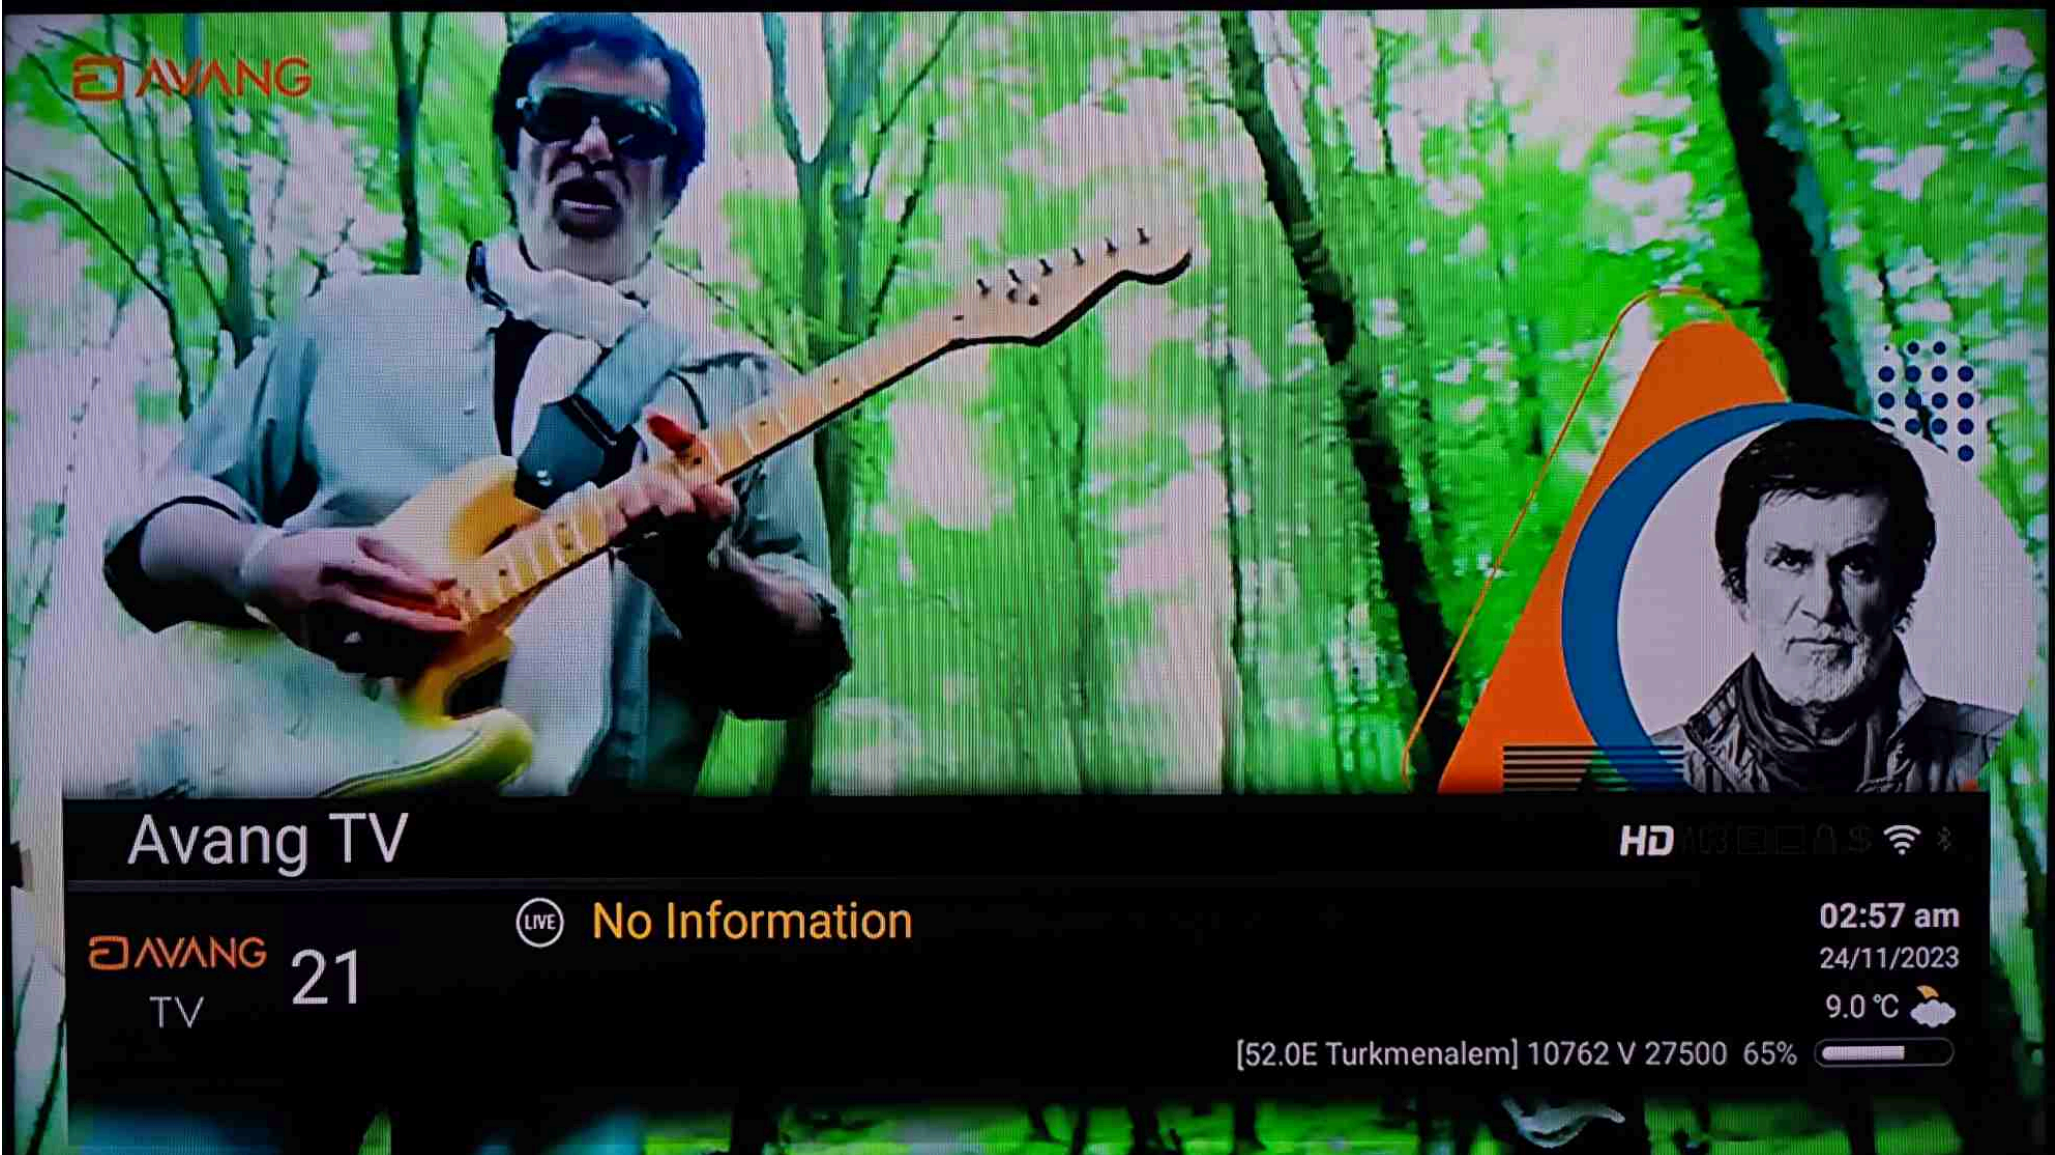 AVANG
Avang TV
HD
LIVE No Information
02:57 am
AVANG
TV
21
24/11/2023
9.0 °C
[52.0E Turkmenalem] 10762 V 27500 65%